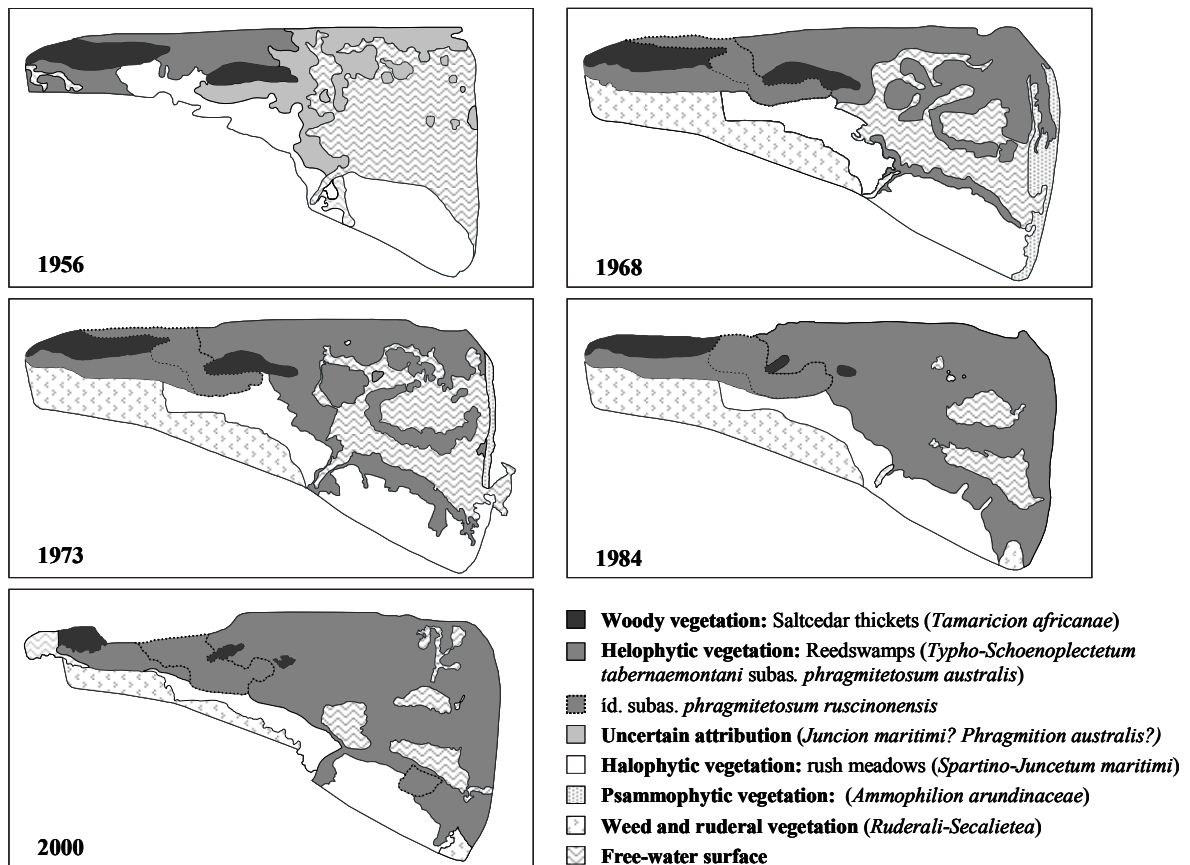 1956
1968
1973
1984
2000
Woody vegetation: Saltcedar thickets (Tamaricion africanae)
Helophytic vegetation: Reedswamps (Typho-Schoenoplectetum
tabernaemontani subas. phragmitetosum australis)
íd. subas. phragmitetosum ruscinonensis
Uncertain attribution (Juncion maritimi? Phragmition australis?)
Halophytic vegetation: rush meadows (Spartino-Juncetum maritimi)
Psammophytic vegetation: (Ammophilion arundinaceae)
Weed and ruderal vegetation (Ruderali-Secalietea)
Free-water surface